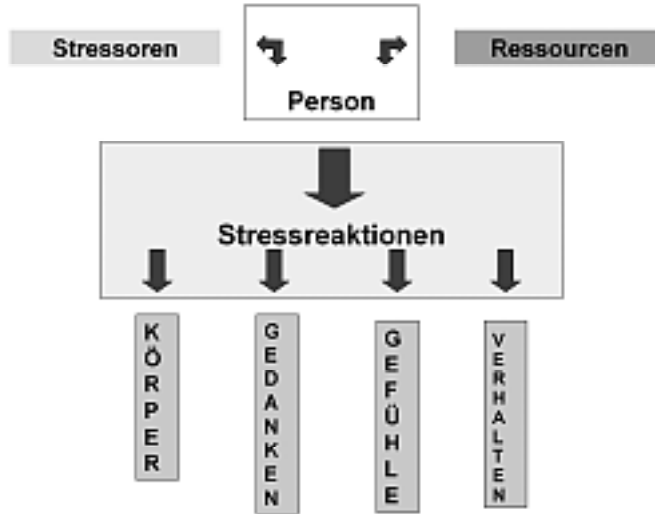 Stressoren
Ressourcen
Person
Stressreaktionen
KÖRPER
GEDANKEN
GEFÜHLE
VERHALTEN